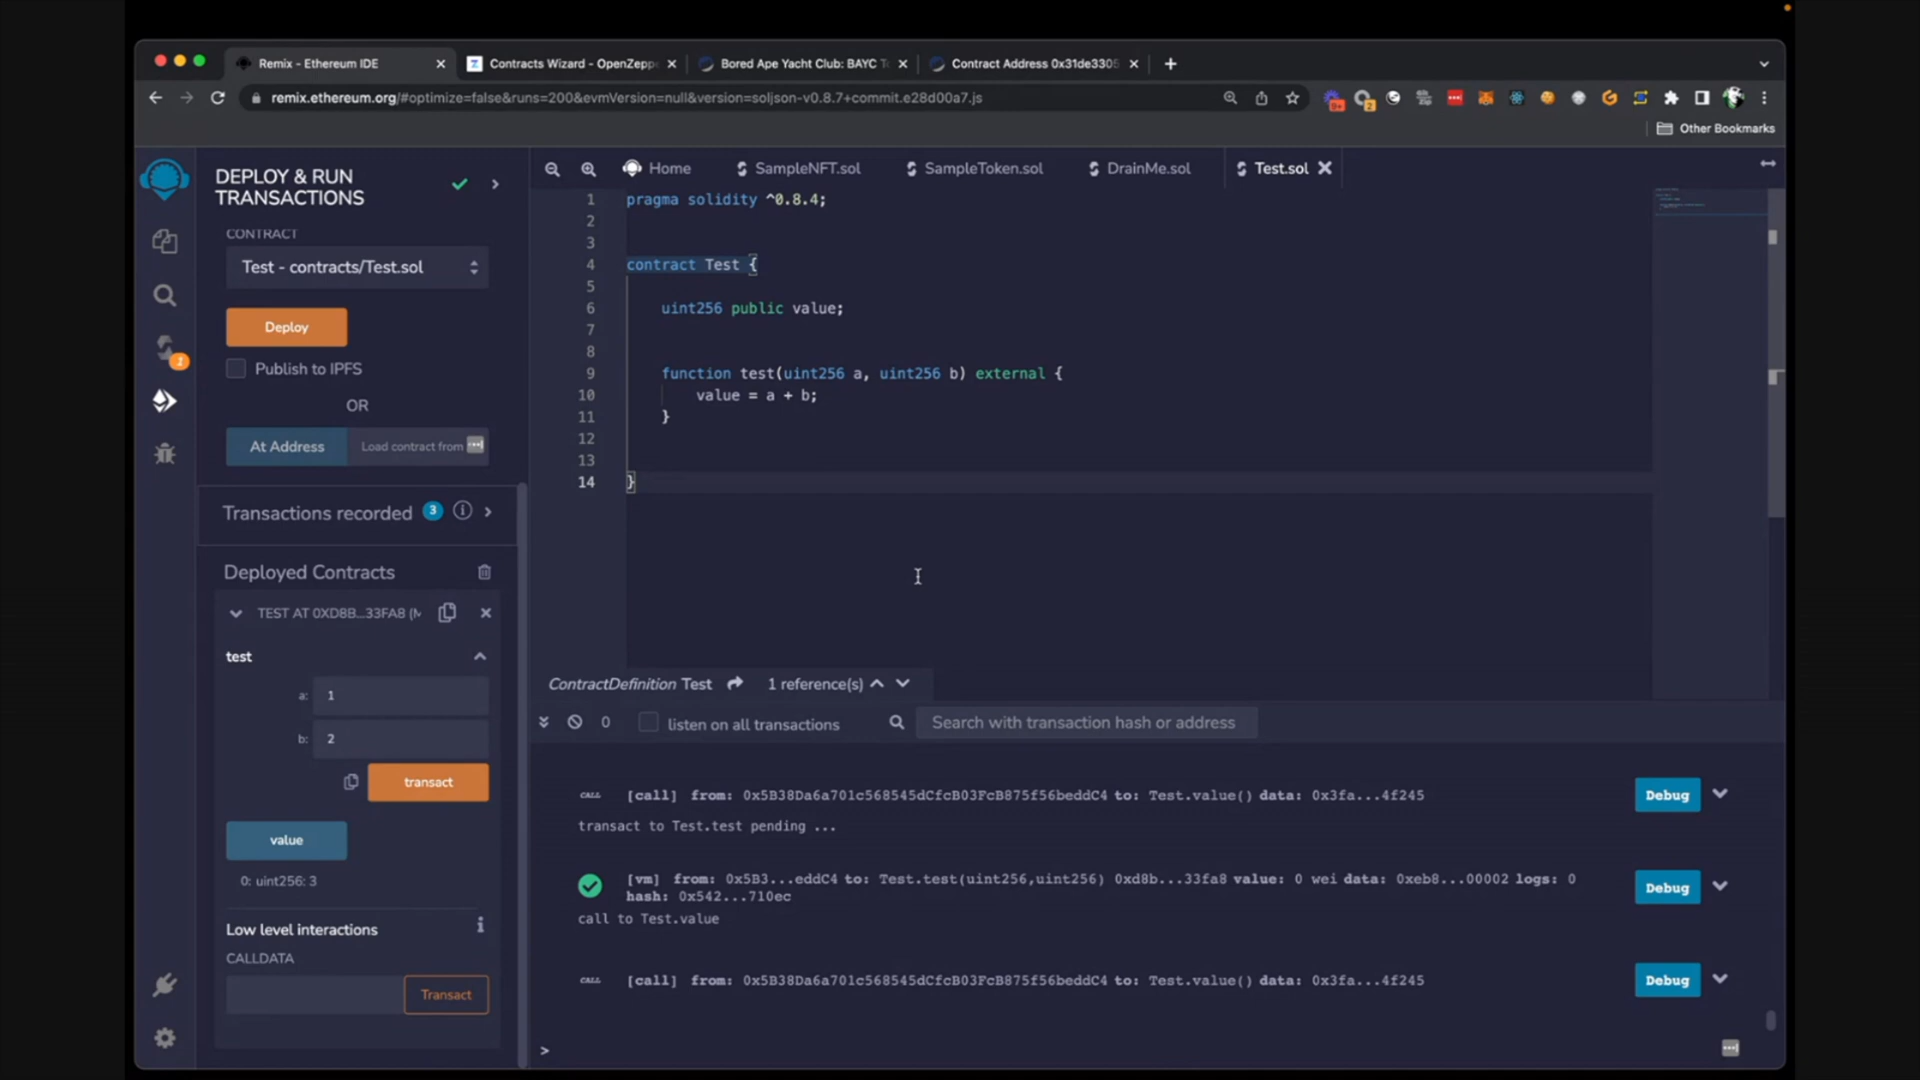 Remix - Ethereum IDE
Contracts Wizard - OpenZepp
Bored Ape Yacht Club: BAYC T
Contract Address 0x31de3305
remix.ethereum.org/#optimize=false&runs=200&evmVersion=null&version=soljson-v0.8.7+commit.e28d00a7.js
9+
2
Other Bookmarks
DEPLOY & RUN
TRANSACTIONS
CONTRACT
Test - contracts/Test.sol
Deploy
Publish to IPFS
OR
At Address
Load contract from
1
Transactions recorded 3
Deployed Contracts
TEST AT 0XD8B...33FA8 (M
test
a: 1
b: 2
transact
value
0: uint256: 3
Low level interactions
CALLDATA
Transact
Home
SampleNFT.sol
SampleToken.sol
DrainMe.sol
Test.sol
1 pragma solidity ^0.8.4;
2
3
4 contract Test {
5
6 uint256 public value;
7
8
9 function test(uint256 a, uint256 b) external {
10 value = a + b;
11 }
12
13
14 }
ContractDefinition Test 1 reference(s)
0 listen on all transactions Search with transaction hash or address
CALL [call] from: 0x5B38Da6a701c568545dCfcB03FcB875f56beddC4 to: Test.value() data: 0x3fa...4f245 Debug
transact to Test.test pending ...
[vm] from: 0x5B3...eddC4 to: Test.test(uint256,uint256) 0xd8b...33fa8 value: 0 wei data: 0xeb8...00002 logs: 0 Debug
hash: 0x542...710ec
call to Test.value
CALL [call] from: 0x5B38Da6a701c568545dCfcB03FcB875f56beddC4 to: Test.value() data: 0x3fa...4f245 Debug
>